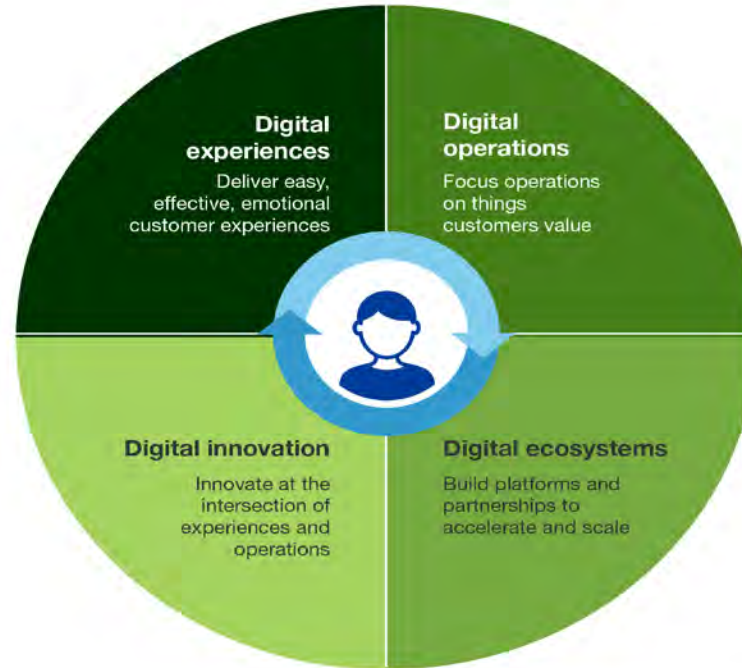 Digital
experiences
Deliver easy,
effective, emotional
customer experiences
Digital
operations
Focus operations
on things
customers value
Digital innovation
Innovate at the
intersection of
experiences and
operations
Digital ecosystems
Build platforms and
partnerships to
accelerate and scale